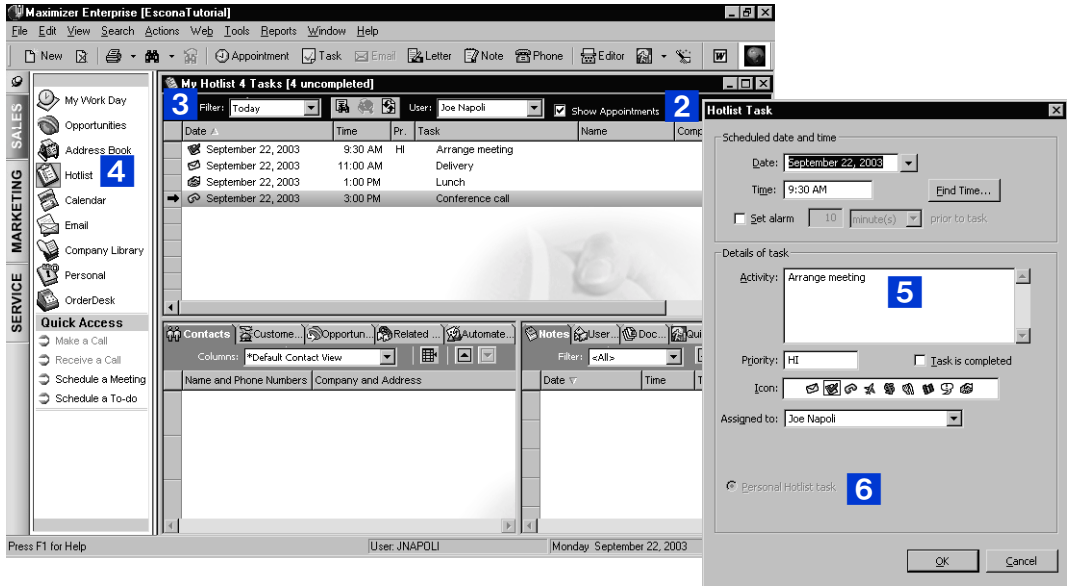 Maximizer Enterprise [EsconaTutorial]
File Edit View Search Actions Web Tools Reports Window Help
New Appointment Task Email Letter Note Phone Editor W
SALES
MARKETING
SERVICE
My Work Day
Opportunities
Address Book
Hotlist
4
Calendar
Email
Company Library
Personal
OrderDesk
Quick Access
Make a Call
Receive a Call
Schedule a Meeting
Schedule a To-do
My Hotlist 4 Tasks [4 uncompleted]
3 Filter: Today User: Joe Napoli Show Appointments 2
Date Time Pr. Task Name Comp
September 22, 2003 9:30 AM HI Arrange meeting
September 22, 2003 11:00 AM Delivery
September 22, 2003 1:00 PM Lunch
September 22, 2003 3:00 PM Conference call
Contacts Custome... Opportun... Related ... Automate...
Columns: *Default Contact View
Name and Phone Numbers Company and Address
Notes User... Doc... Qui
Filter: <All>
Date Time T
Press F1 for Help User: JNAPOLI Monday September 22, 2003
Hotlist Task
Scheduled date and time
Date: September 22, 2003
Time: 9:30 AM Find Time...
Set alarm 10 minute(s) prior to task
Details of task
Activity: Arrange meeting
5
Priority: HI Task is completed
Icon:
Assigned to: Joe Napoli
Personal Hotlist task 6
OK Cancel